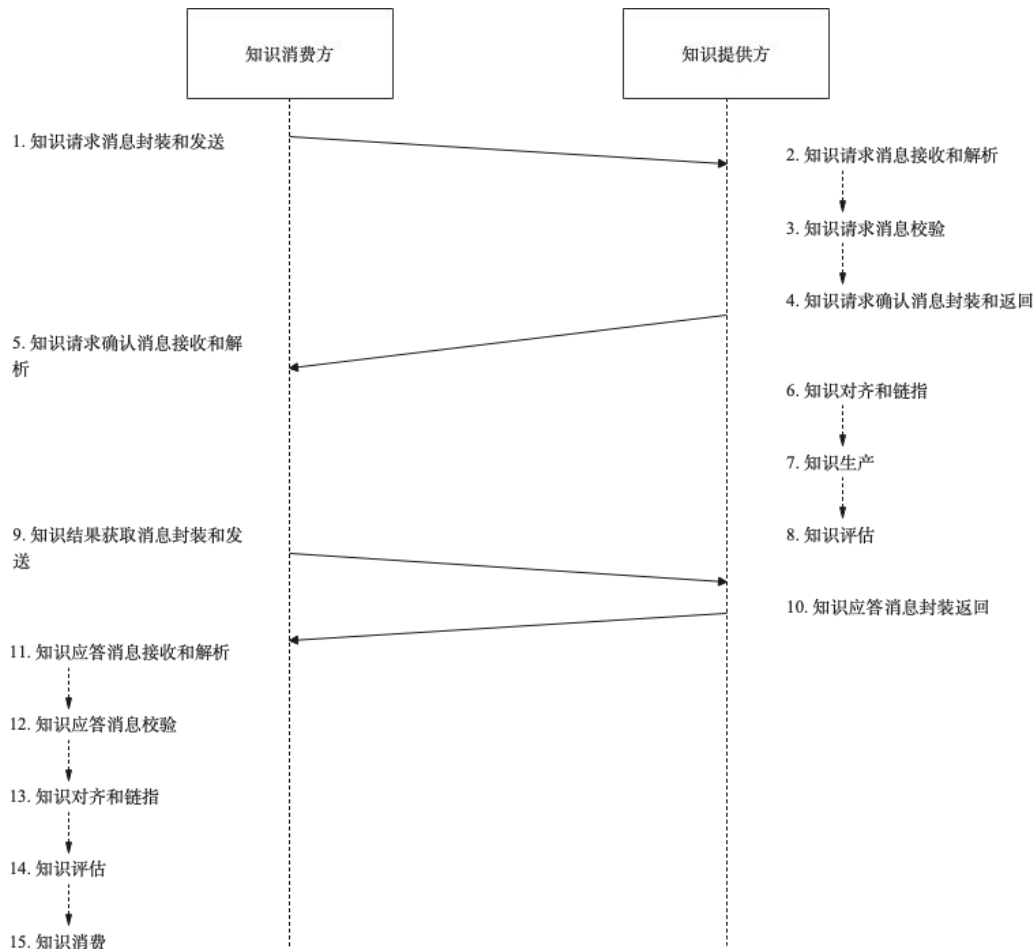 知识消费方
知识提供方
1. 知识请求消息封装和发送
2. 知识请求消息接收和解析
3. 知识请求消息校验
4. 知识请求确认消息封装和返回
5. 知识请求确认消息接收和解
析
6. 知识对齐和链指
7. 知识生产
8. 知识评估
9. 知识结果获取消息封装和发
送
10. 知识应答消息封装返回
11. 知识应答消息接收和解析
12. 知识应答消息校验
13. 知识对齐和链指
14. 知识评估
15. 知识消费